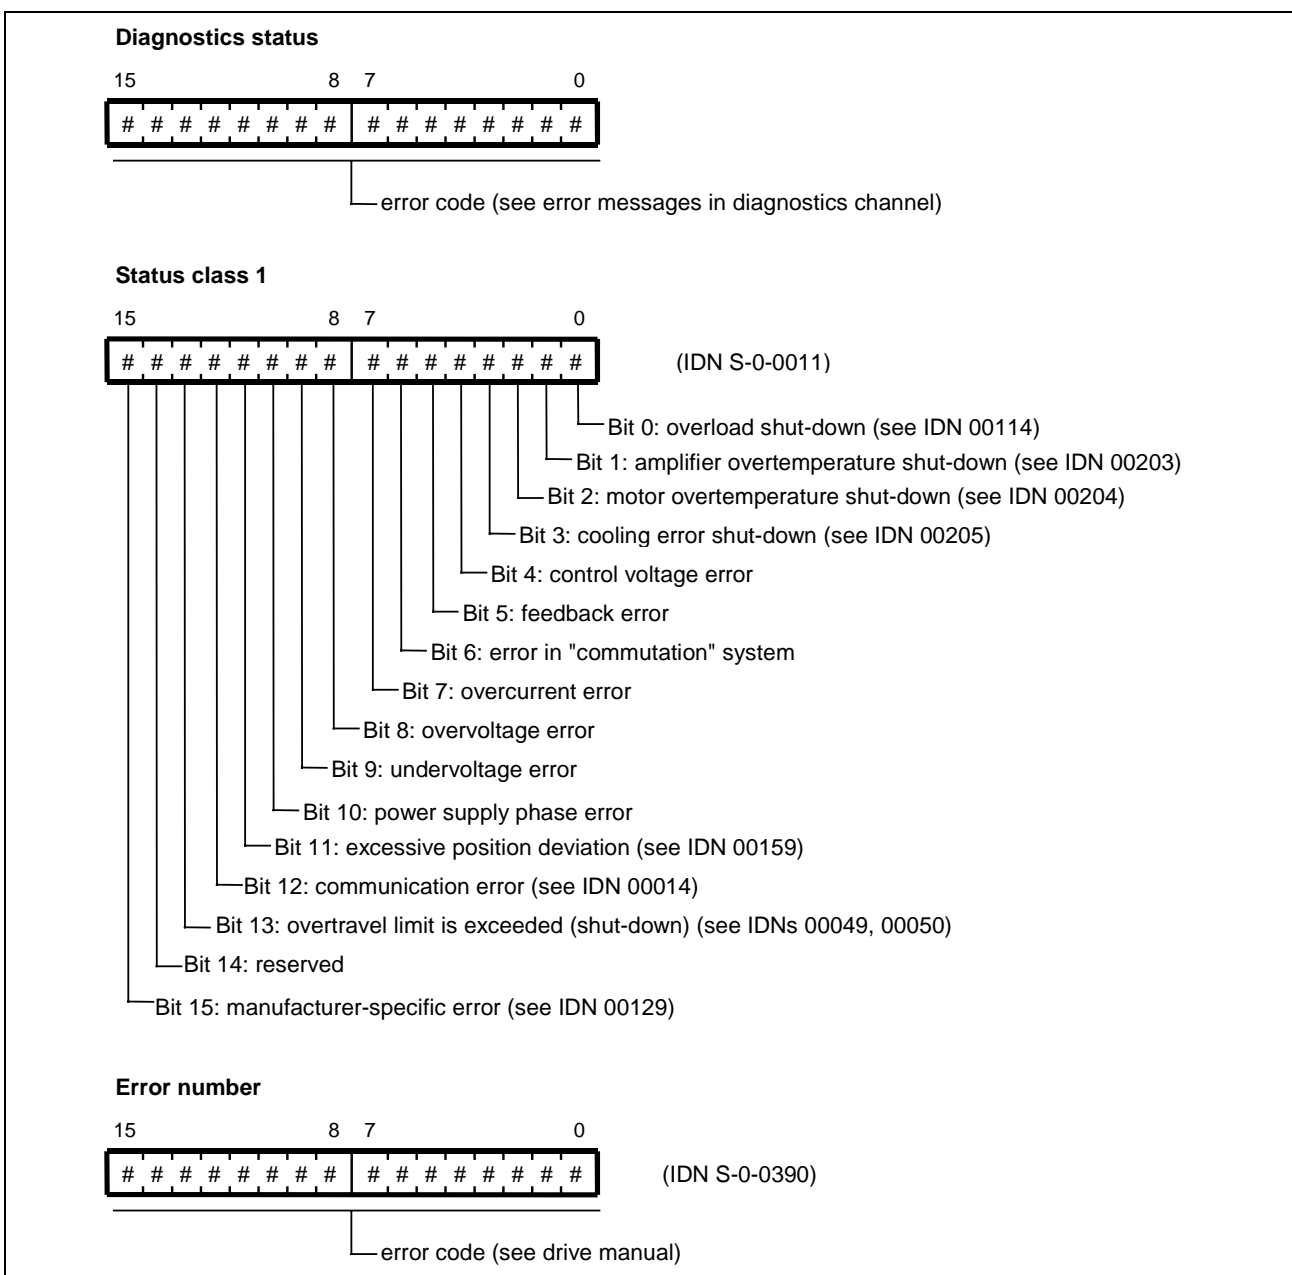 Diagnostics status
15 8 7 0
# # # # # # # # # # # # # # # #
error code (see error messages in diagnostics channel)
Status class 1
15 8 7 0
# # # # # # # # # # # # # # # # (IDN S-0-0011)
Bit 0: overload shut-down (see IDN 00114)
Bit 1: amplifier overtemperature shut-down (see IDN 00203)
Bit 2: motor overtemperature shut-down (see IDN 00204)
Bit 3: cooling error shut-down (see IDN 00205)
Bit 4: control voltage error
Bit 5: feedback error
Bit 6: error in "commutation" system
Bit 7: overcurrent error
Bit 8: overvoltage error
Bit 9: undervoltage error
Bit 10: power supply phase error
Bit 11: excessive position deviation (see IDN 00159)
Bit 12: communication error (see IDN 00014)
Bit 13: overtravel limit is exceeded (shut-down) (see IDNs 00049, 00050)
Bit 14: reserved
Bit 15: manufacturer-specific error (see IDN 00129)
Error number
15 8 7 0
# # # # # # # # # # # # # # # # (IDN S-0-0390)
error code (see drive manual)